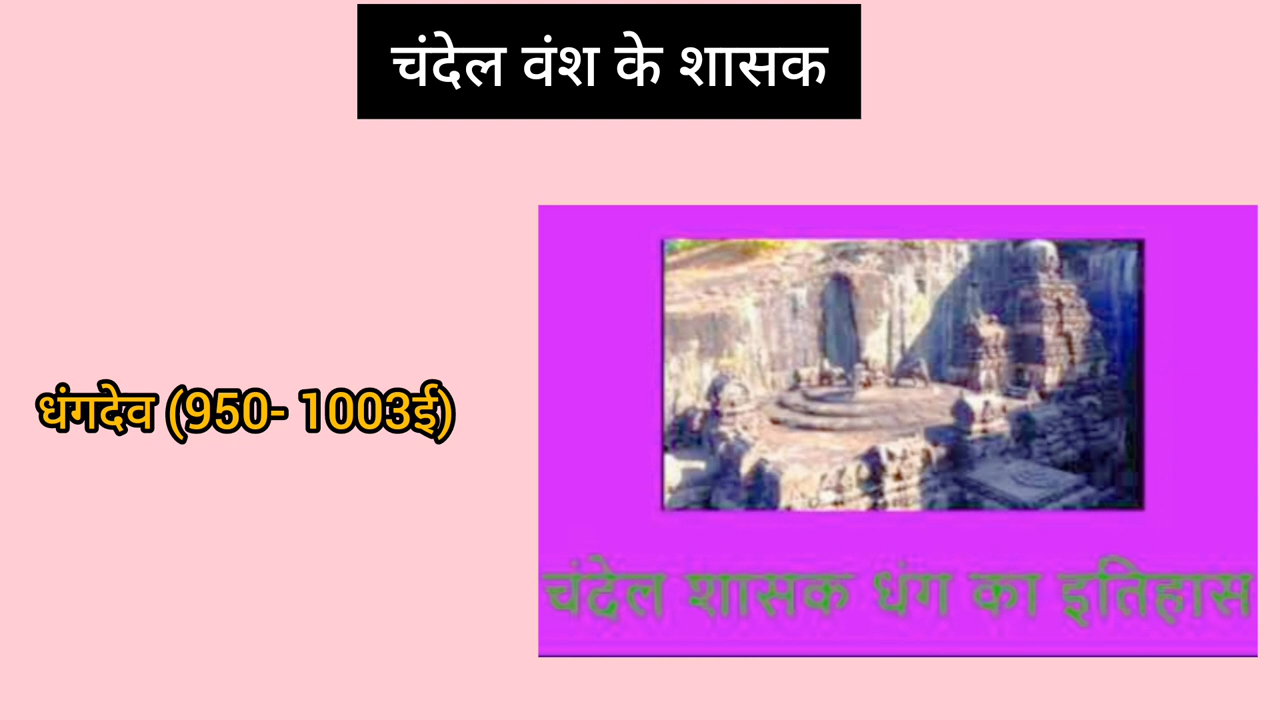 चंदेल वंश के शासक
धंगदेव (950- 1003ई)
चंदेल शासक धंग का इतिहास